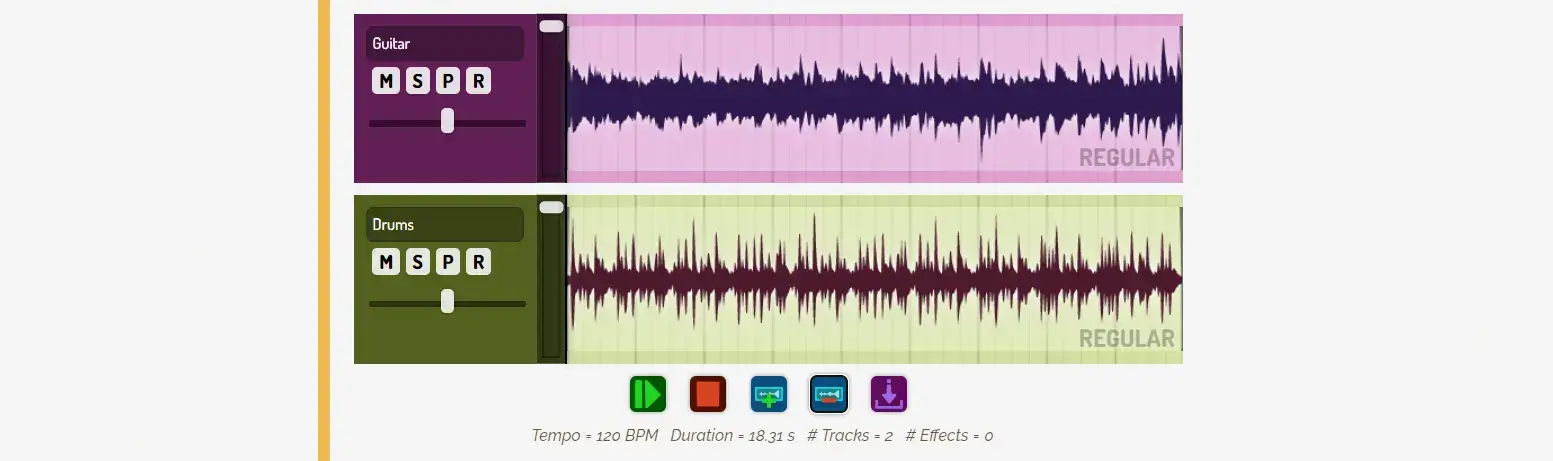 Guitar
M S P R
REGULAR
Drums
M S P R
REGULAR
Tempo = 120 BPM Duration = 18.31 s # Tracks = 2 # Effects = 0